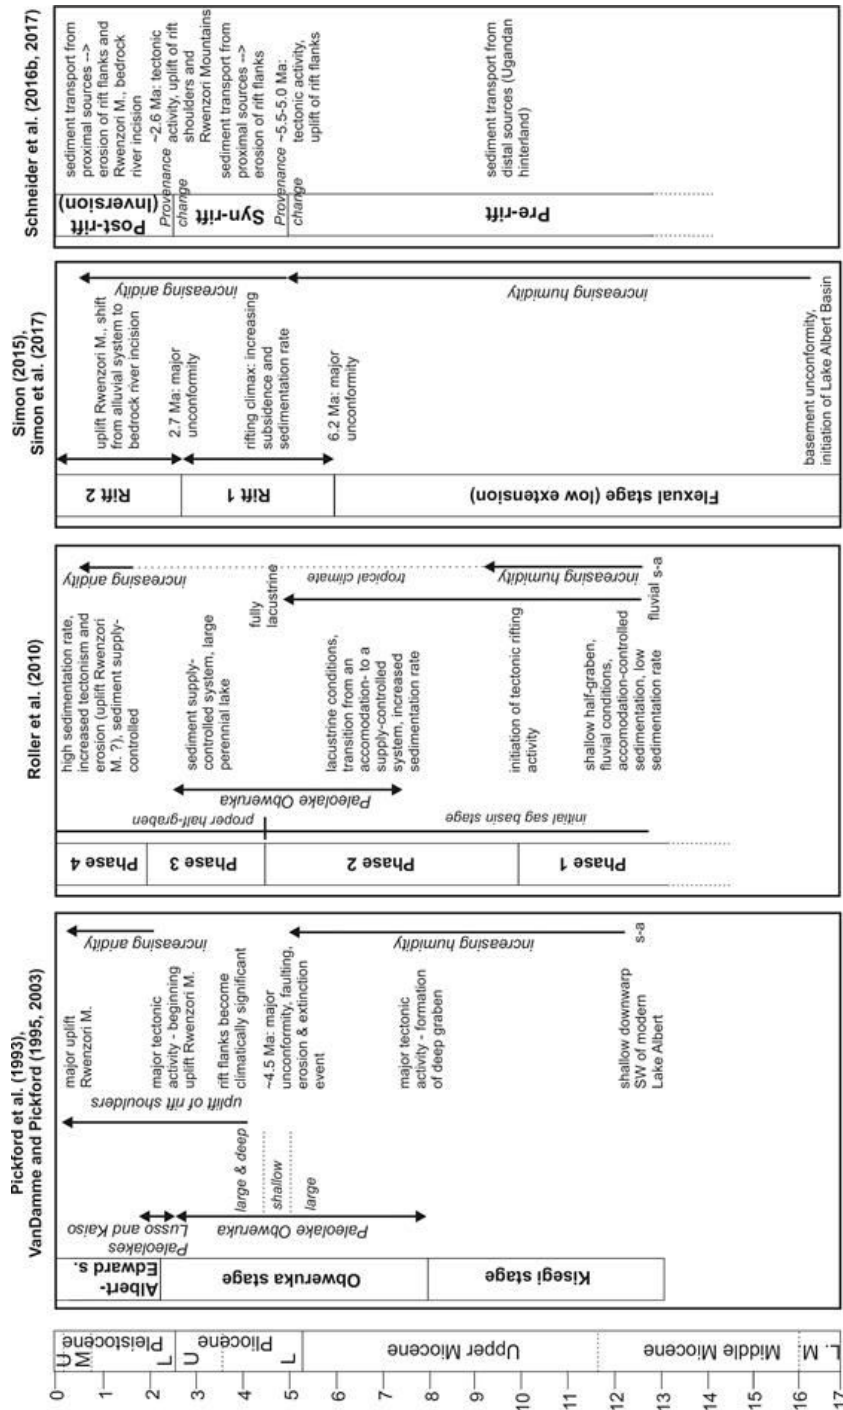 0
1
2
3
4
5
6
7
8
9
10
11
12
13
14
15
16
17
U
M
L
Pleistocene
U
L
Pliocene
Upper Miocene
Middle Miocene
L. M
Pickford et al. (1993),
VanDamme and Pickford (1995, 2003)
Albert-
Edward s.
Obweruka stage
Kisegi stage
Paleolakes
Lusso and Kaiso
Paleolake Obweruka
large & deep
shallow
large
uplift of rift shoulders
major uplift
Rwenzori M.
major tectonic
activity - beginning
uplift Rwenzori M.
rift flanks become
climatically significant
~4.5 Ma: major
unconformity, faulting,
erosion & extinction
event
major tectonic
activity - formation
of deep graben
shallow downwarp
SW of modern
Lake Albert
increasing aridity
increasing humidity
s-a
Roller et al. (2010)
Phase 4
Phase 3
Phase 2
Phase 1
proper half-graben
initial sag basin stage
Paleolake Obweruka
high sedimentation rate,
increased tectonism and
erosion (uplift Rwenzori
M. ?), sediment supply-
controlled
sediment supply-
controlled system, large
perennial lake
lacustrine conditions,
transition from an
accomodation- to a
supply-controlled
system, increased
sedimentation rate
initiation of tectonic rifting
activity
shallow half-graben,
fluvial conditions,
accomodation-controlled
sedimentation, low
sedimentation rate
fully
lacustrine
fluvial
increasing aridity
tropical climate
increasing humidity
s-a
Simon (2015),
Simon et al. (2017)
Rift 2
Rift 1
Flexual stage (low extension)
uplift Rwenzori M., shift
from alluvial system to
bedrock river incision
2.7 Ma: major
unconformity
rifting climax: increasing
subsidence and
sedimentation rate
6.2 Ma: major
unconformity
basement unconformity,
initiation of Lake Albert Basin
increasing aridity
increasing humidity
Schneider et al. (2016b, 2017)
Post-rift
(Inversion)
Syn-rift
Pre-rift
sediment transport from
proximal sources -->
erosion of rift flanks and
Rwenzori M., bedrock
river incision
Provenance
change
~2.6 Ma: tectonic
activity, uplift of rift
shoulders and
Rwenzori Mountains
sediment transport from
proximal sources -->
erosion of rift flanks
Provenance
change
~5.5-5.0 Ma:
tectonic activity,
uplift of rift flanks
sediment transport from
distal sources (Ugandan
hinterland)